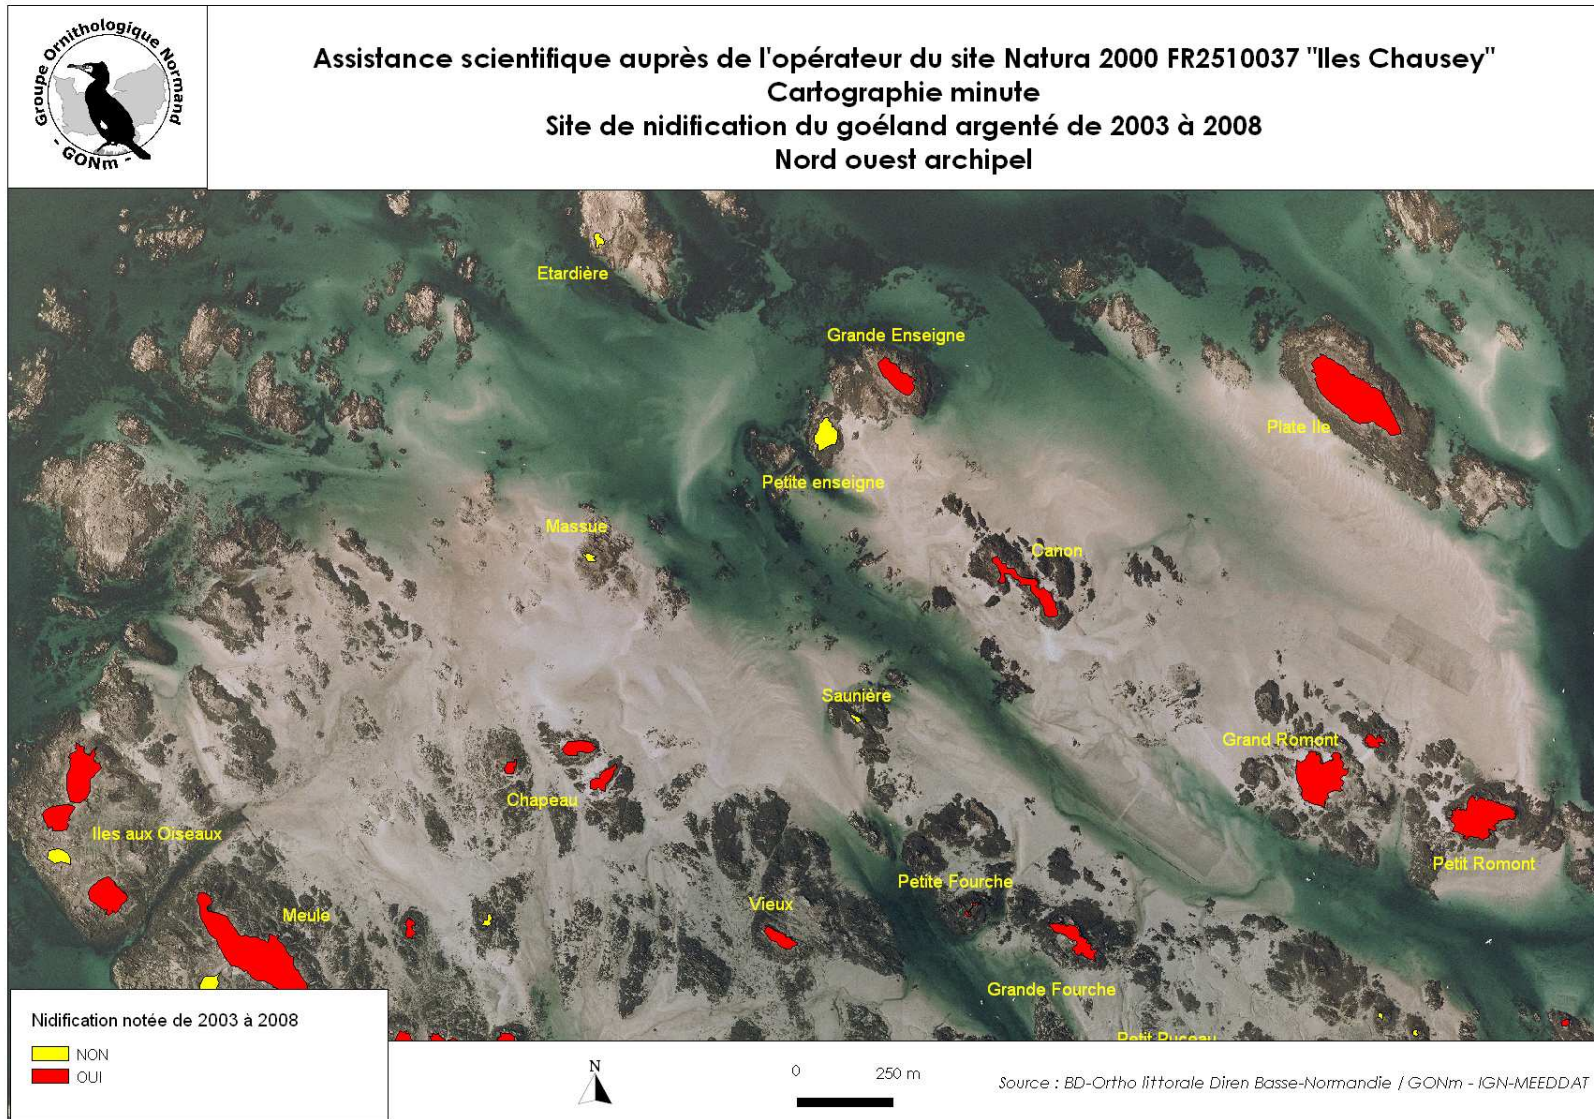 Groupe Ornithologique Normand
- GONm -
Assistance scientifique auprès de l'opérateur du site Natura 2000 FR2510037 "Iles Chausey"
Cartographie minute
Site de nidification du goéland argenté de 2003 à 2008
Nord ouest archipel
Etardière
Grande Enseigne
Plate Ile
Petite enseigne
Massue
Canon
Saunière
Grand Romont
Chapeau
Iles aux Oiseaux
Petit Romont
Petite Fourche
Vieux
Meule
Grande Fourche
Petit Puceau
Nidification notée de 2003 à 2008
NON
OUI
N
0 250 m
Source : BD-Ortho littorale Diren Basse-Normandie / GONm - IGN-MEEDDAT